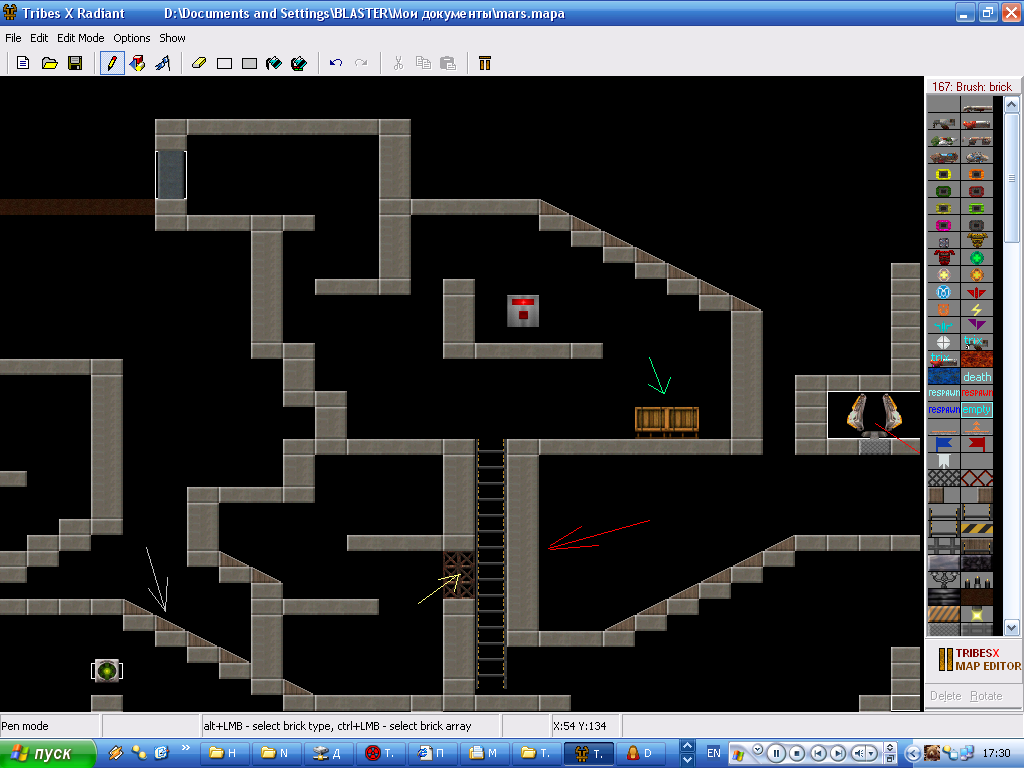 Tribes X Radiant D:\Documents and Settings\BLASTER\Мои документы\mars.mapa
File Edit Edit Mode Options Show
167: Brush: brick
trix
trix
death
respawn respawn
respawn empty
TRIBESX
MAP EDITOR
Delete Rotate
Pen mode alt+LMB - select brick type, ctrl+LMB - select brick array X:54 Y:134
пуск » Н N Д Т. П М Т. Т. D EN 17:30